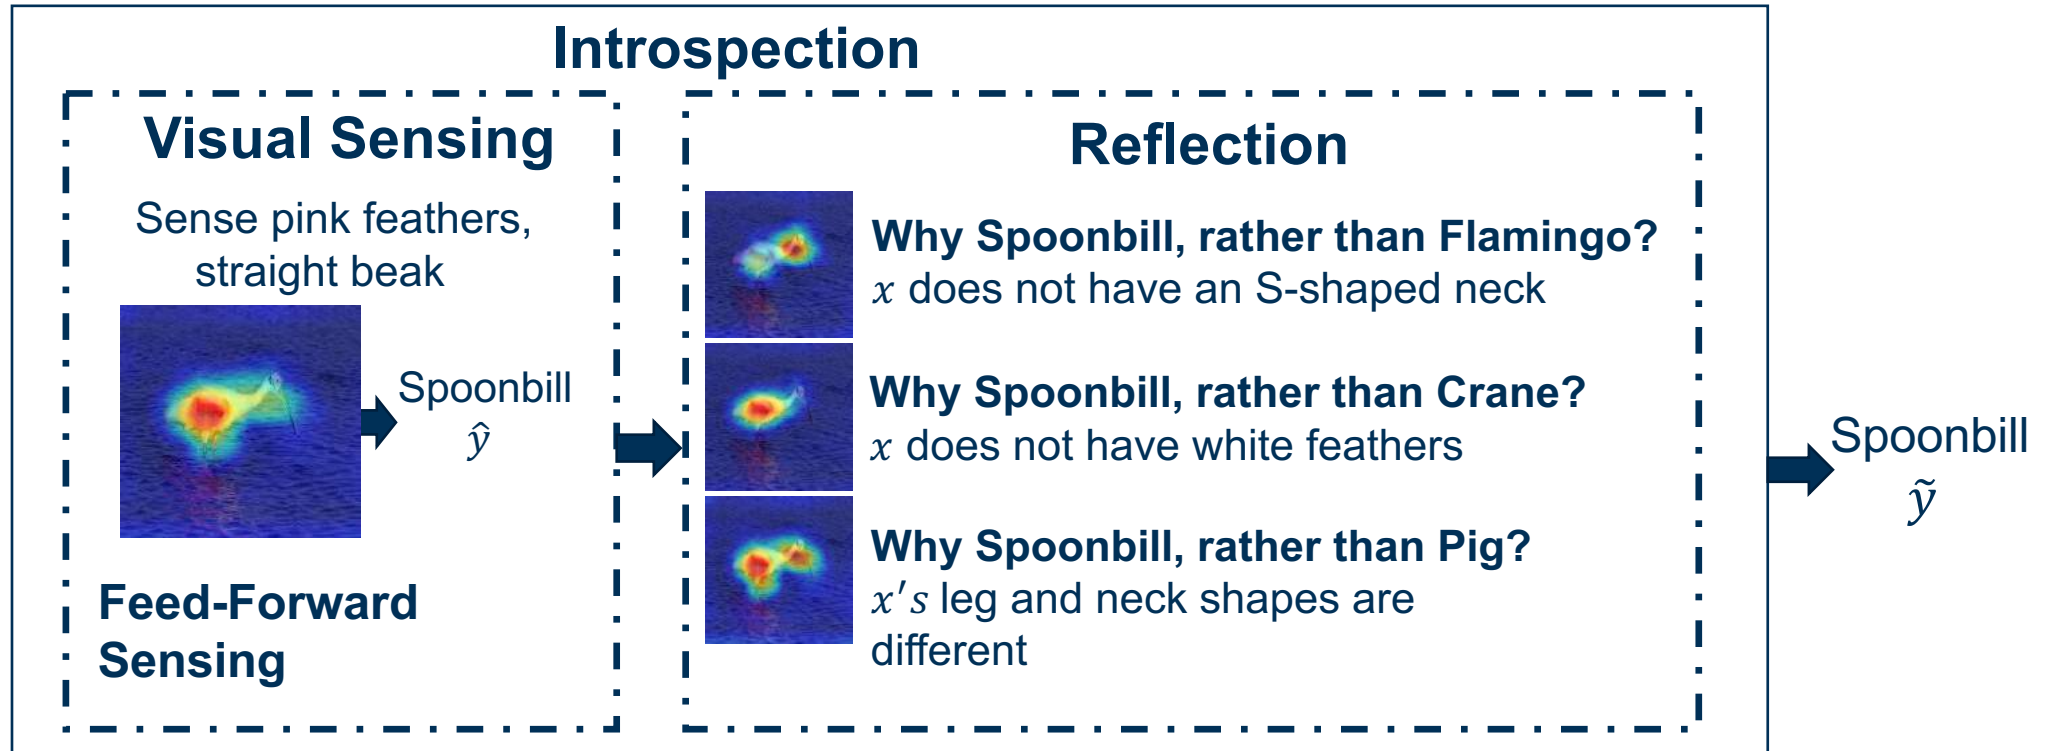 Introspection
Visual Sensing
Sense pink feathers,
straight beak
Spoonbill
ŷ
Feed-Forward
Sensing
Reflection
Why Spoonbill, rather than Flamingo?
x does not have an S-shaped neck
Why Spoonbill, rather than Crane?
x does not have white feathers
Why Spoonbill, rather than Pig?
x's leg and neck shapes are
different
Spoonbill
ỹ